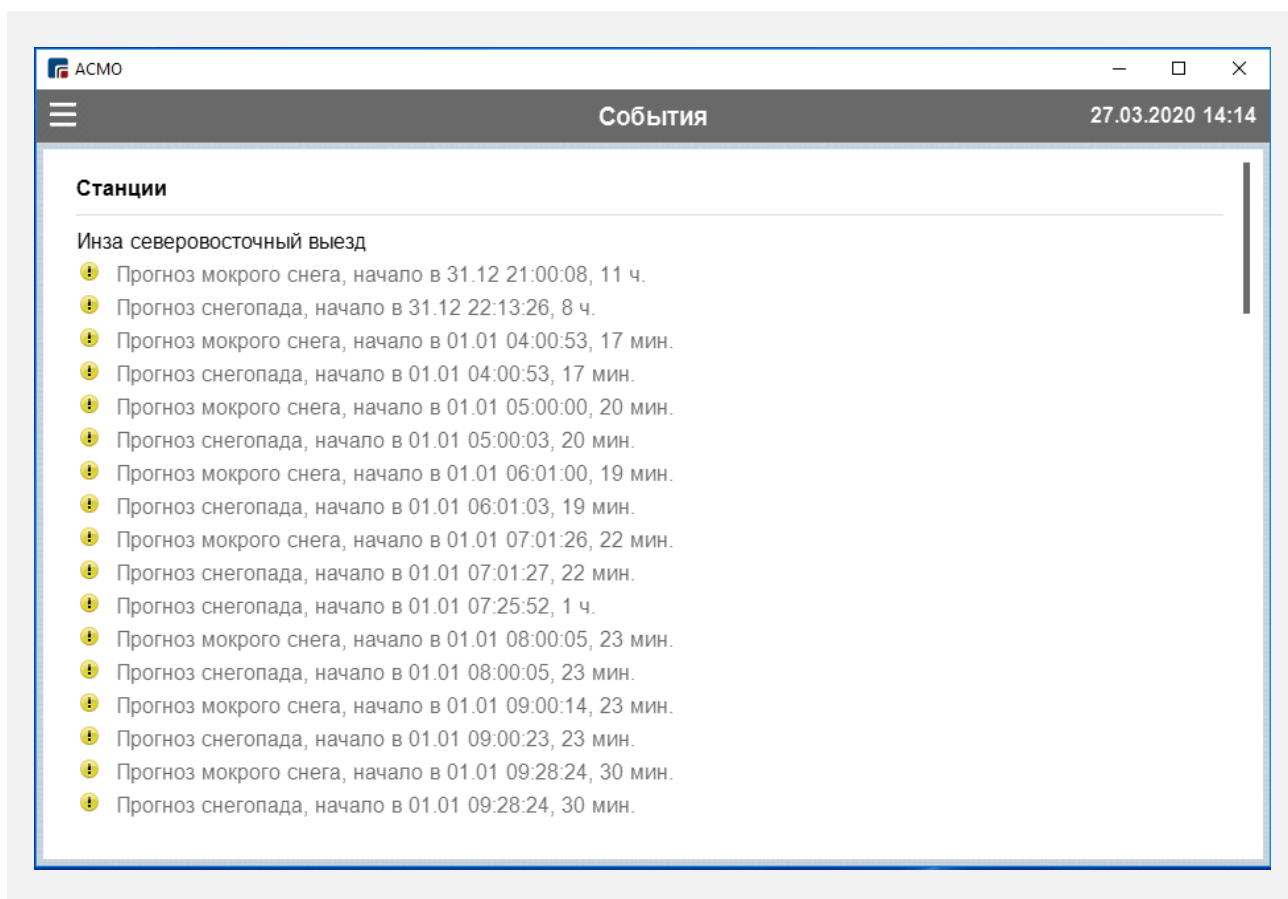 АСМО
События
27.03.2020 14:14
Станции
Инза северовосточный выезд
Прогноз мокрого снега, начало в 31.12 21:00:08, 11 ч.
Прогноз снегопада, начало в 31.12 22:13:26, 8 ч.
Прогноз мокрого снега, начало в 01.01 04:00:53, 17 мин.
Прогноз снегопада, начало в 01.01 04:00:53, 17 мин.
Прогноз мокрого снега, начало в 01.01 05:00:00, 20 мин.
Прогноз снегопада, начало в 01.01 05:00:03, 20 мин.
Прогноз мокрого снега, начало в 01.01 06:01:00, 19 мин.
Прогноз снегопада, начало в 01.01 06:01:03, 19 мин.
Прогноз мокрого снега, начало в 01.01 07:01:26, 22 мин.
Прогноз снегопада, начало в 01.01 07:01:27, 22 мин.
Прогноз снегопада, начало в 01.01 07:25:52, 1 ч.
Прогноз мокрого снега, начало в 01.01 08:00:05, 23 мин.
Прогноз снегопада, начало в 01.01 08:00:05, 23 мин.
Прогноз мокрого снега, начало в 01.01 09:00:14, 23 мин.
Прогноз снегопада, начало в 01.01 09:00:23, 23 мин.
Прогноз мокрого снега, начало в 01.01 09:28:24, 30 мин.
Прогноз снегопада, начало в 01.01 09:28:24, 30 мин.